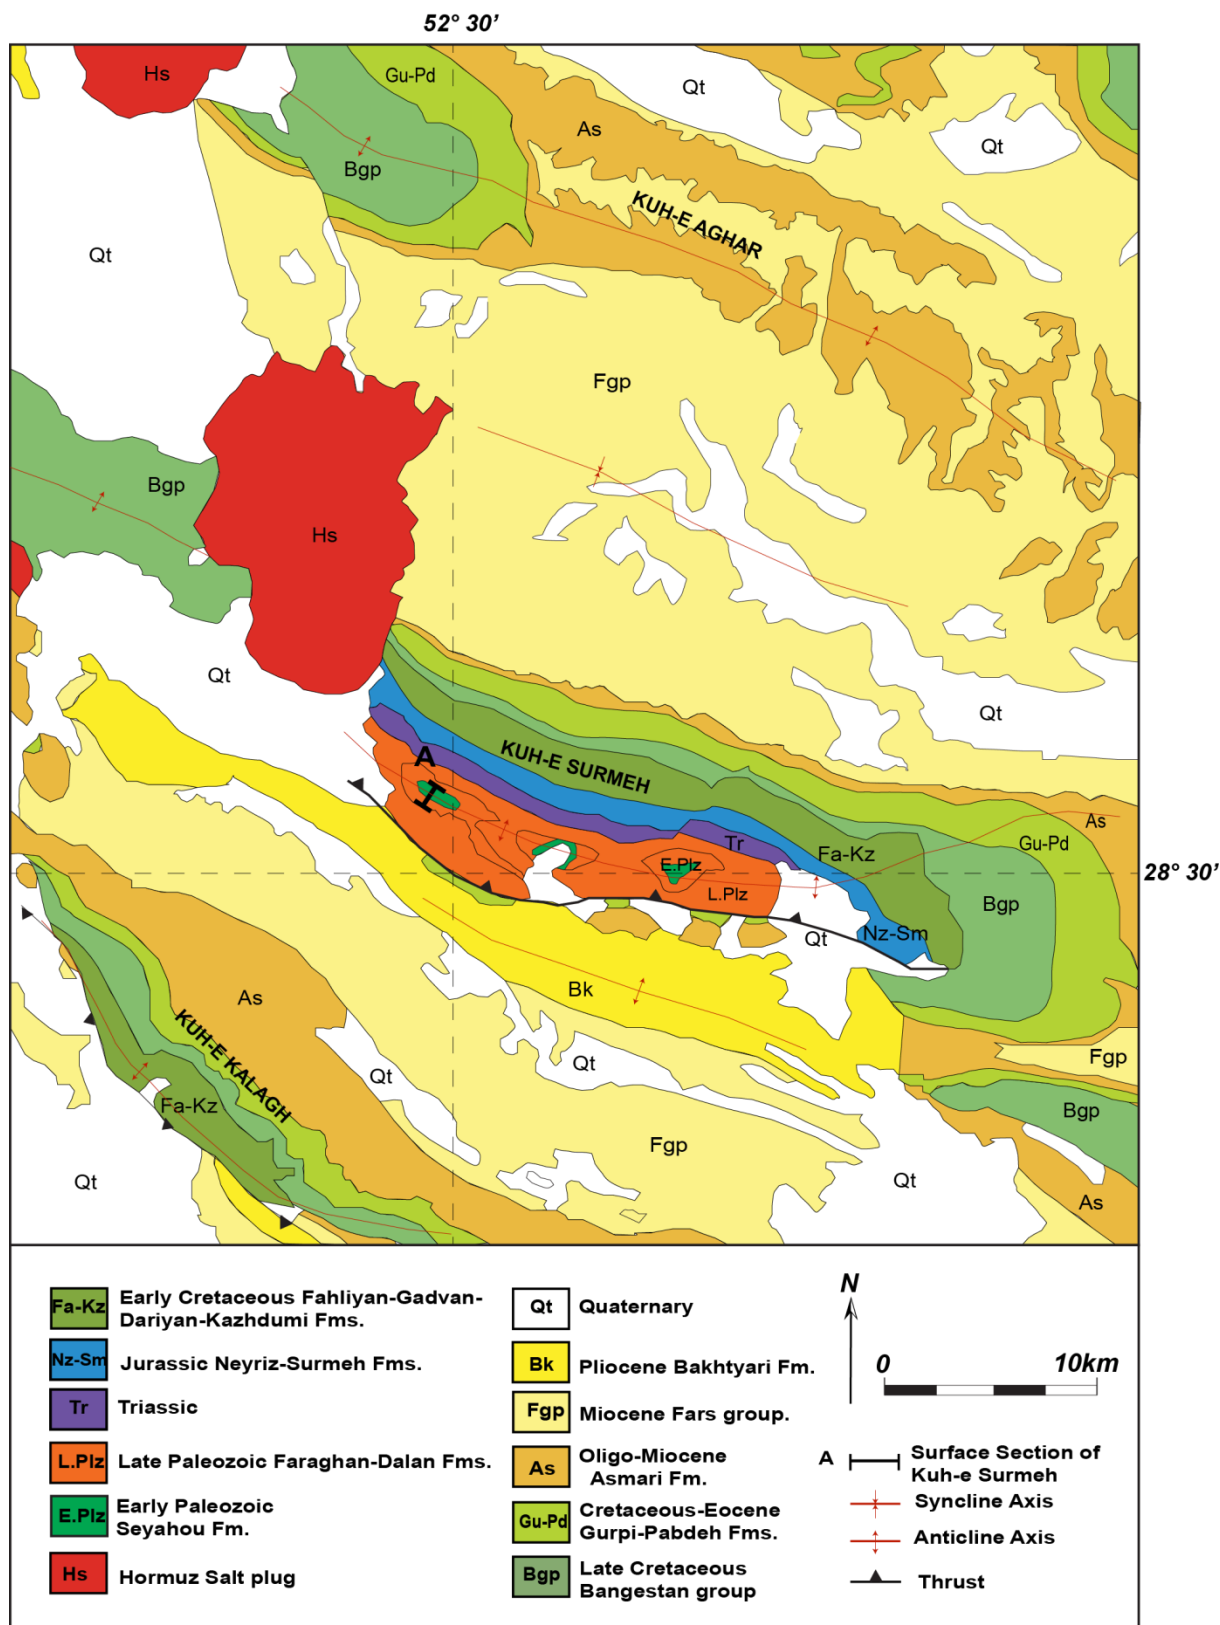 52° 30’
Hs
Gu-Pd
Qt
As
Qt
Bgp
KUH-E AGHAR
Qt
Fgp
Bgp
Hs
Qt
Qt
KUH-E SURMEH
A
As
Tr
Gu-Pd
Fa-Kz
E.Plz
28° 30’
L.Plz
Bgp
Nz-Sm
Qt
Bk
As
KUH-E KALAGH
Fgp
Qt
Qt
Fa-Kz
Bgp
Fgp
Qt
Qt
As
Fa-Kz Early Cretaceous Fahliyan-Gadvan-
Dariyan-Kazhdumi Fms.
Nz-Sm Jurassic Neyriz-Surmeh Fms.
Tr Triassic
L.Plz Late Paleozoic Faraghan-Dalan Fms.
E.Plz Early Paleozoic
Seyahou Fm.
Hs Hormuz Salt plug
Qt Quaternary
Bk Pliocene Bakhtyari Fm.
Fgp Miocene Fars group.
As Oligo-Miocene
Asmari Fm.
Gu-Pd Cretaceous-Eocene
Gurpi-Pabdeh Fms.
Bgp Late Cretaceous
Bangestan group
N
0 10km
A Surface Section of
Kuh-e Surmeh
Syncline Axis
Anticline Axis
Thrust